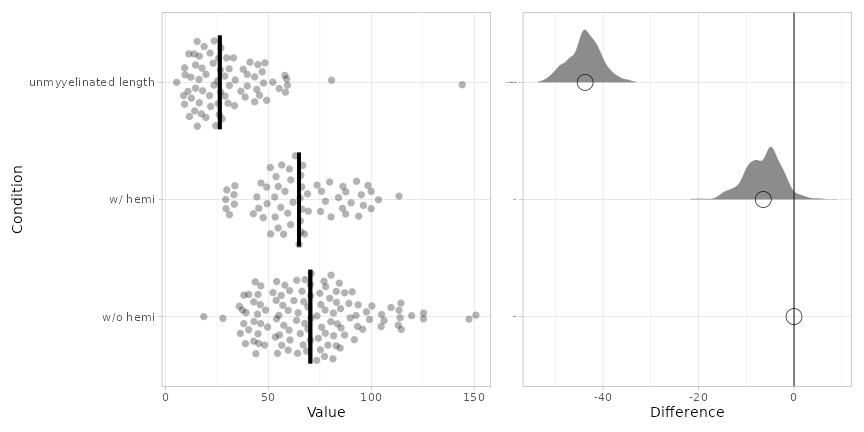 Condition
unmyyelinated length
w/ hemi
w/o hemi
0 50 100 150
Value
-40 -20 0
Difference